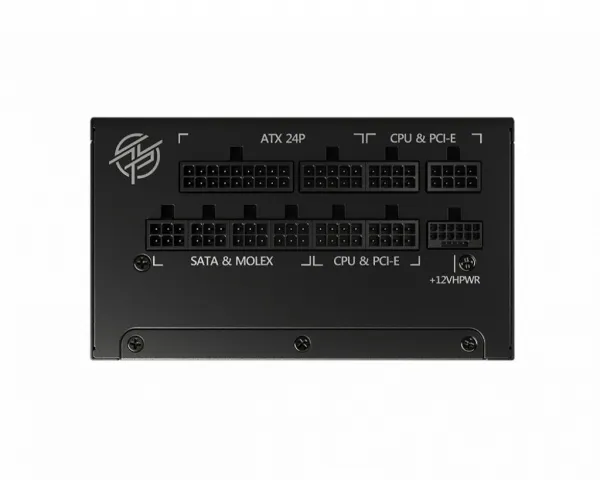 ATX 24P
CPU & PCI-E
SATA & MOLEX
CPU & PCI-E
+12VHPWR